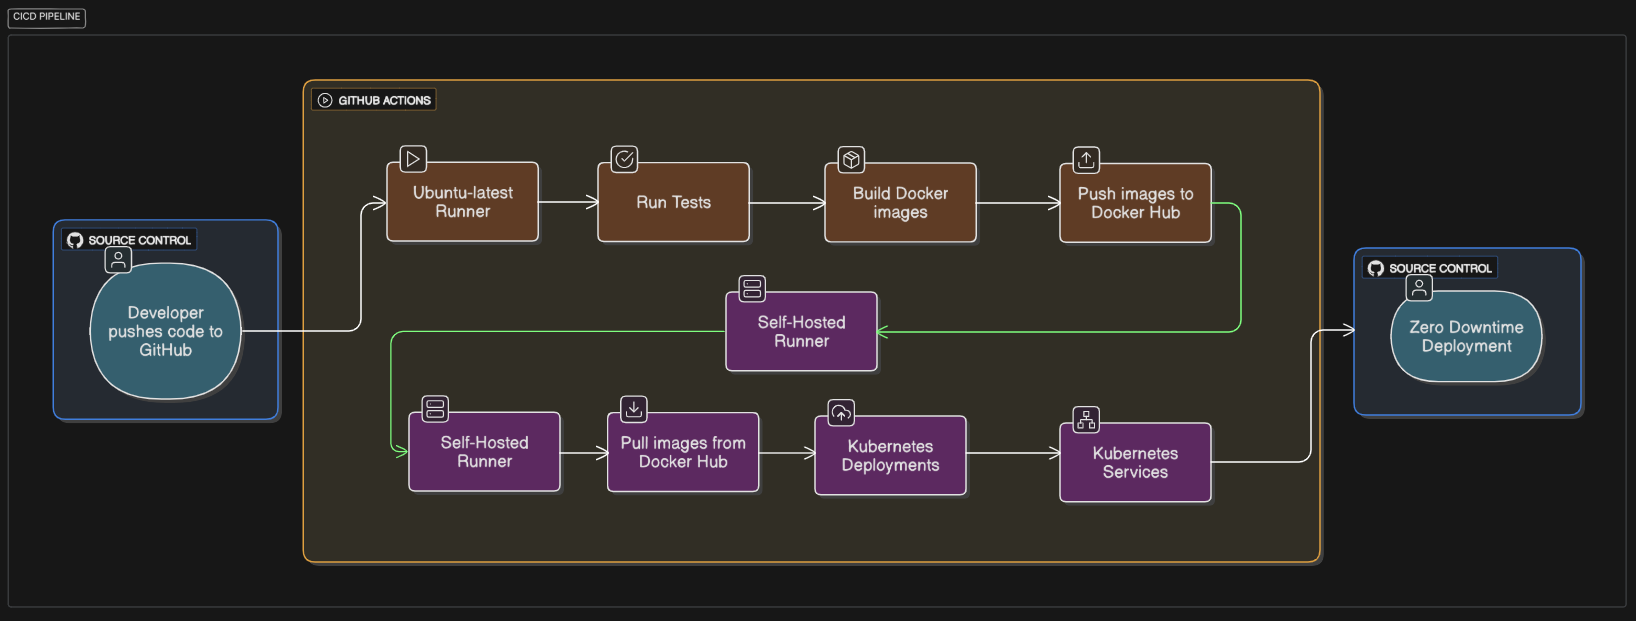 CICD PIPELINE
GITHUB ACTIONS
Ubuntu-latest
Runner
Run Tests
Build Docker
images
Push images to
Docker Hub
SOURCE CONTROL
Developer
pushes code to
GitHub
Self-Hosted
Runner
Self-Hosted
Runner
Pull images from
Docker Hub
Kubernetes
Deployments
Kubernetes
Services
SOURCE CONTROL
Zero Downtime
Deployment